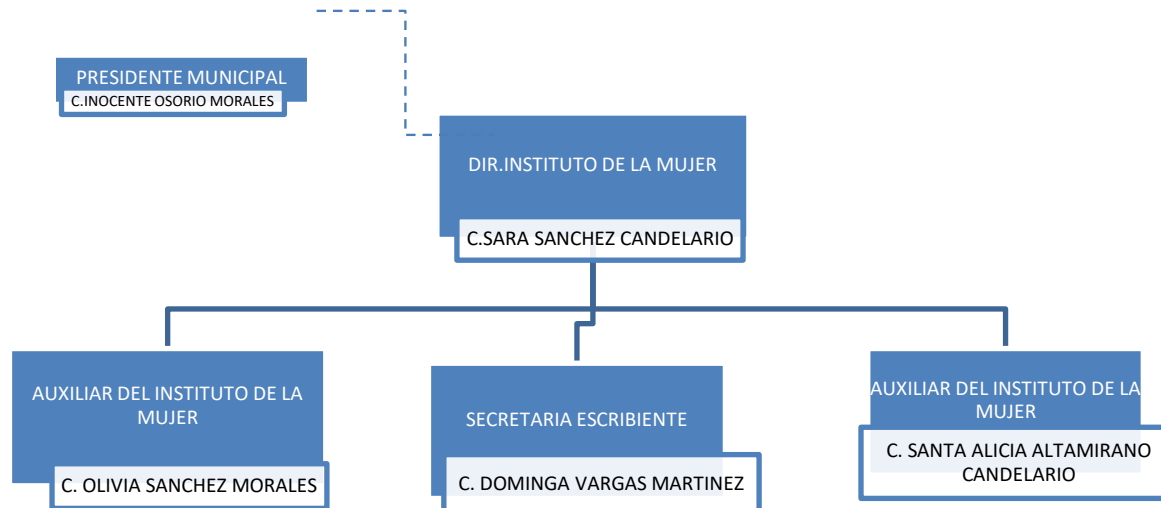 PRESIDENTE MUNICIPAL
C.INOCENTE OSORIO MORALES
DIR.INSTITUTO DE LA MUJER
C.SARA SANCHEZ CANDELARIO
AUXILIAR DEL INSTITUTO DE LA
MUJER
C. OLIVIA SANCHEZ MORALES
SECRETARIA ESCRIBIENTE
C. DOMINGA VARGAS MARTINEZ
AUXILIAR DEL INSTITUTO DE LA
MUJER
C. SANTA ALICIA ALTAMIRANO
CANDELARIO